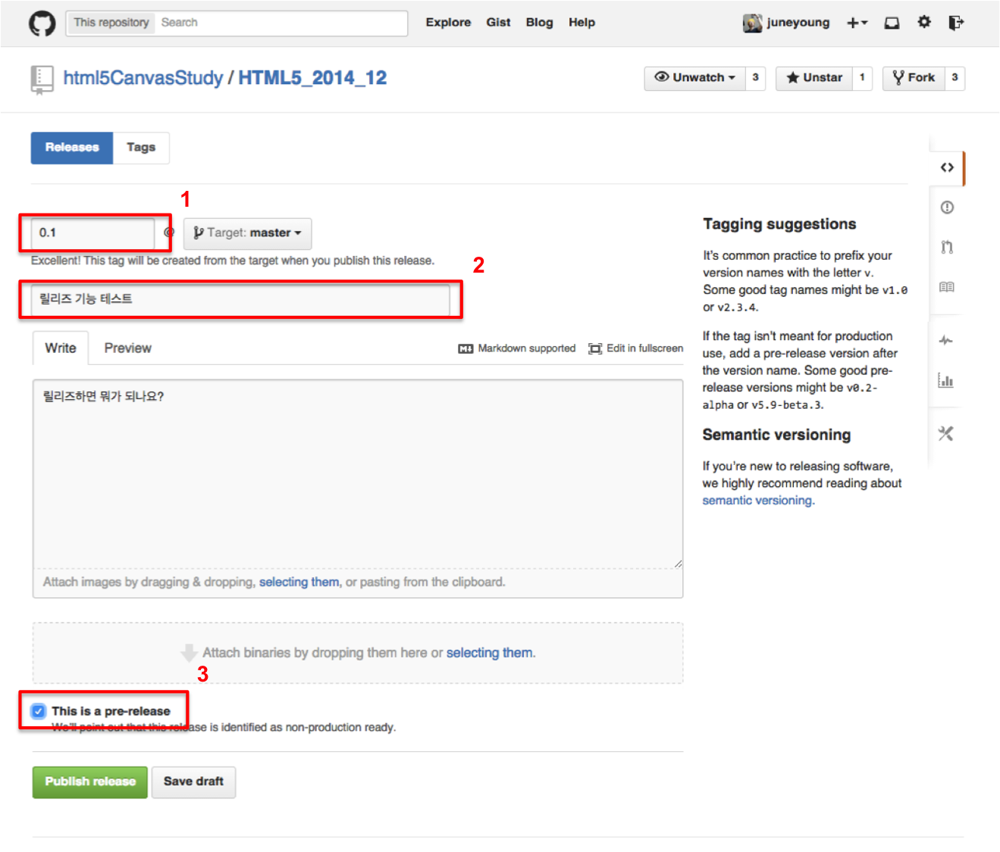 This repository Search Explore Gist Blog Help juneyoung
html5CanvasStudy / HTML5_2014_12 Unwatch 3 Unstar 1 Fork 3
Releases Tags
1
0.1 @ Target: master
Excellent! This tag will be created from the target when you publish this release.
2
릴리즈 기능 테스트
Write Preview Markdown supported Edit in fullscreen
릴리즈하면 뭐가 되나요?
Attach images by dragging & dropping, selecting them, or pasting from the clipboard.
Attach binaries by dropping them here or selecting them.
3
This is a pre-release
We'll point out that this release is identified as non-production ready.
Publish release Save draft
Tagging suggestions
It's common practice to prefix your
version names with the letter v.
Some good tag names might be v1.0
or v2.3.4.
If the tag isn't meant for production
use, add a pre-release version after
the version name. Some good pre-
release versions might be v0.2-
alpha or v5.9-beta.3.
Semantic versioning
If you're new to releasing software,
we highly recommend reading about
semantic versioning.